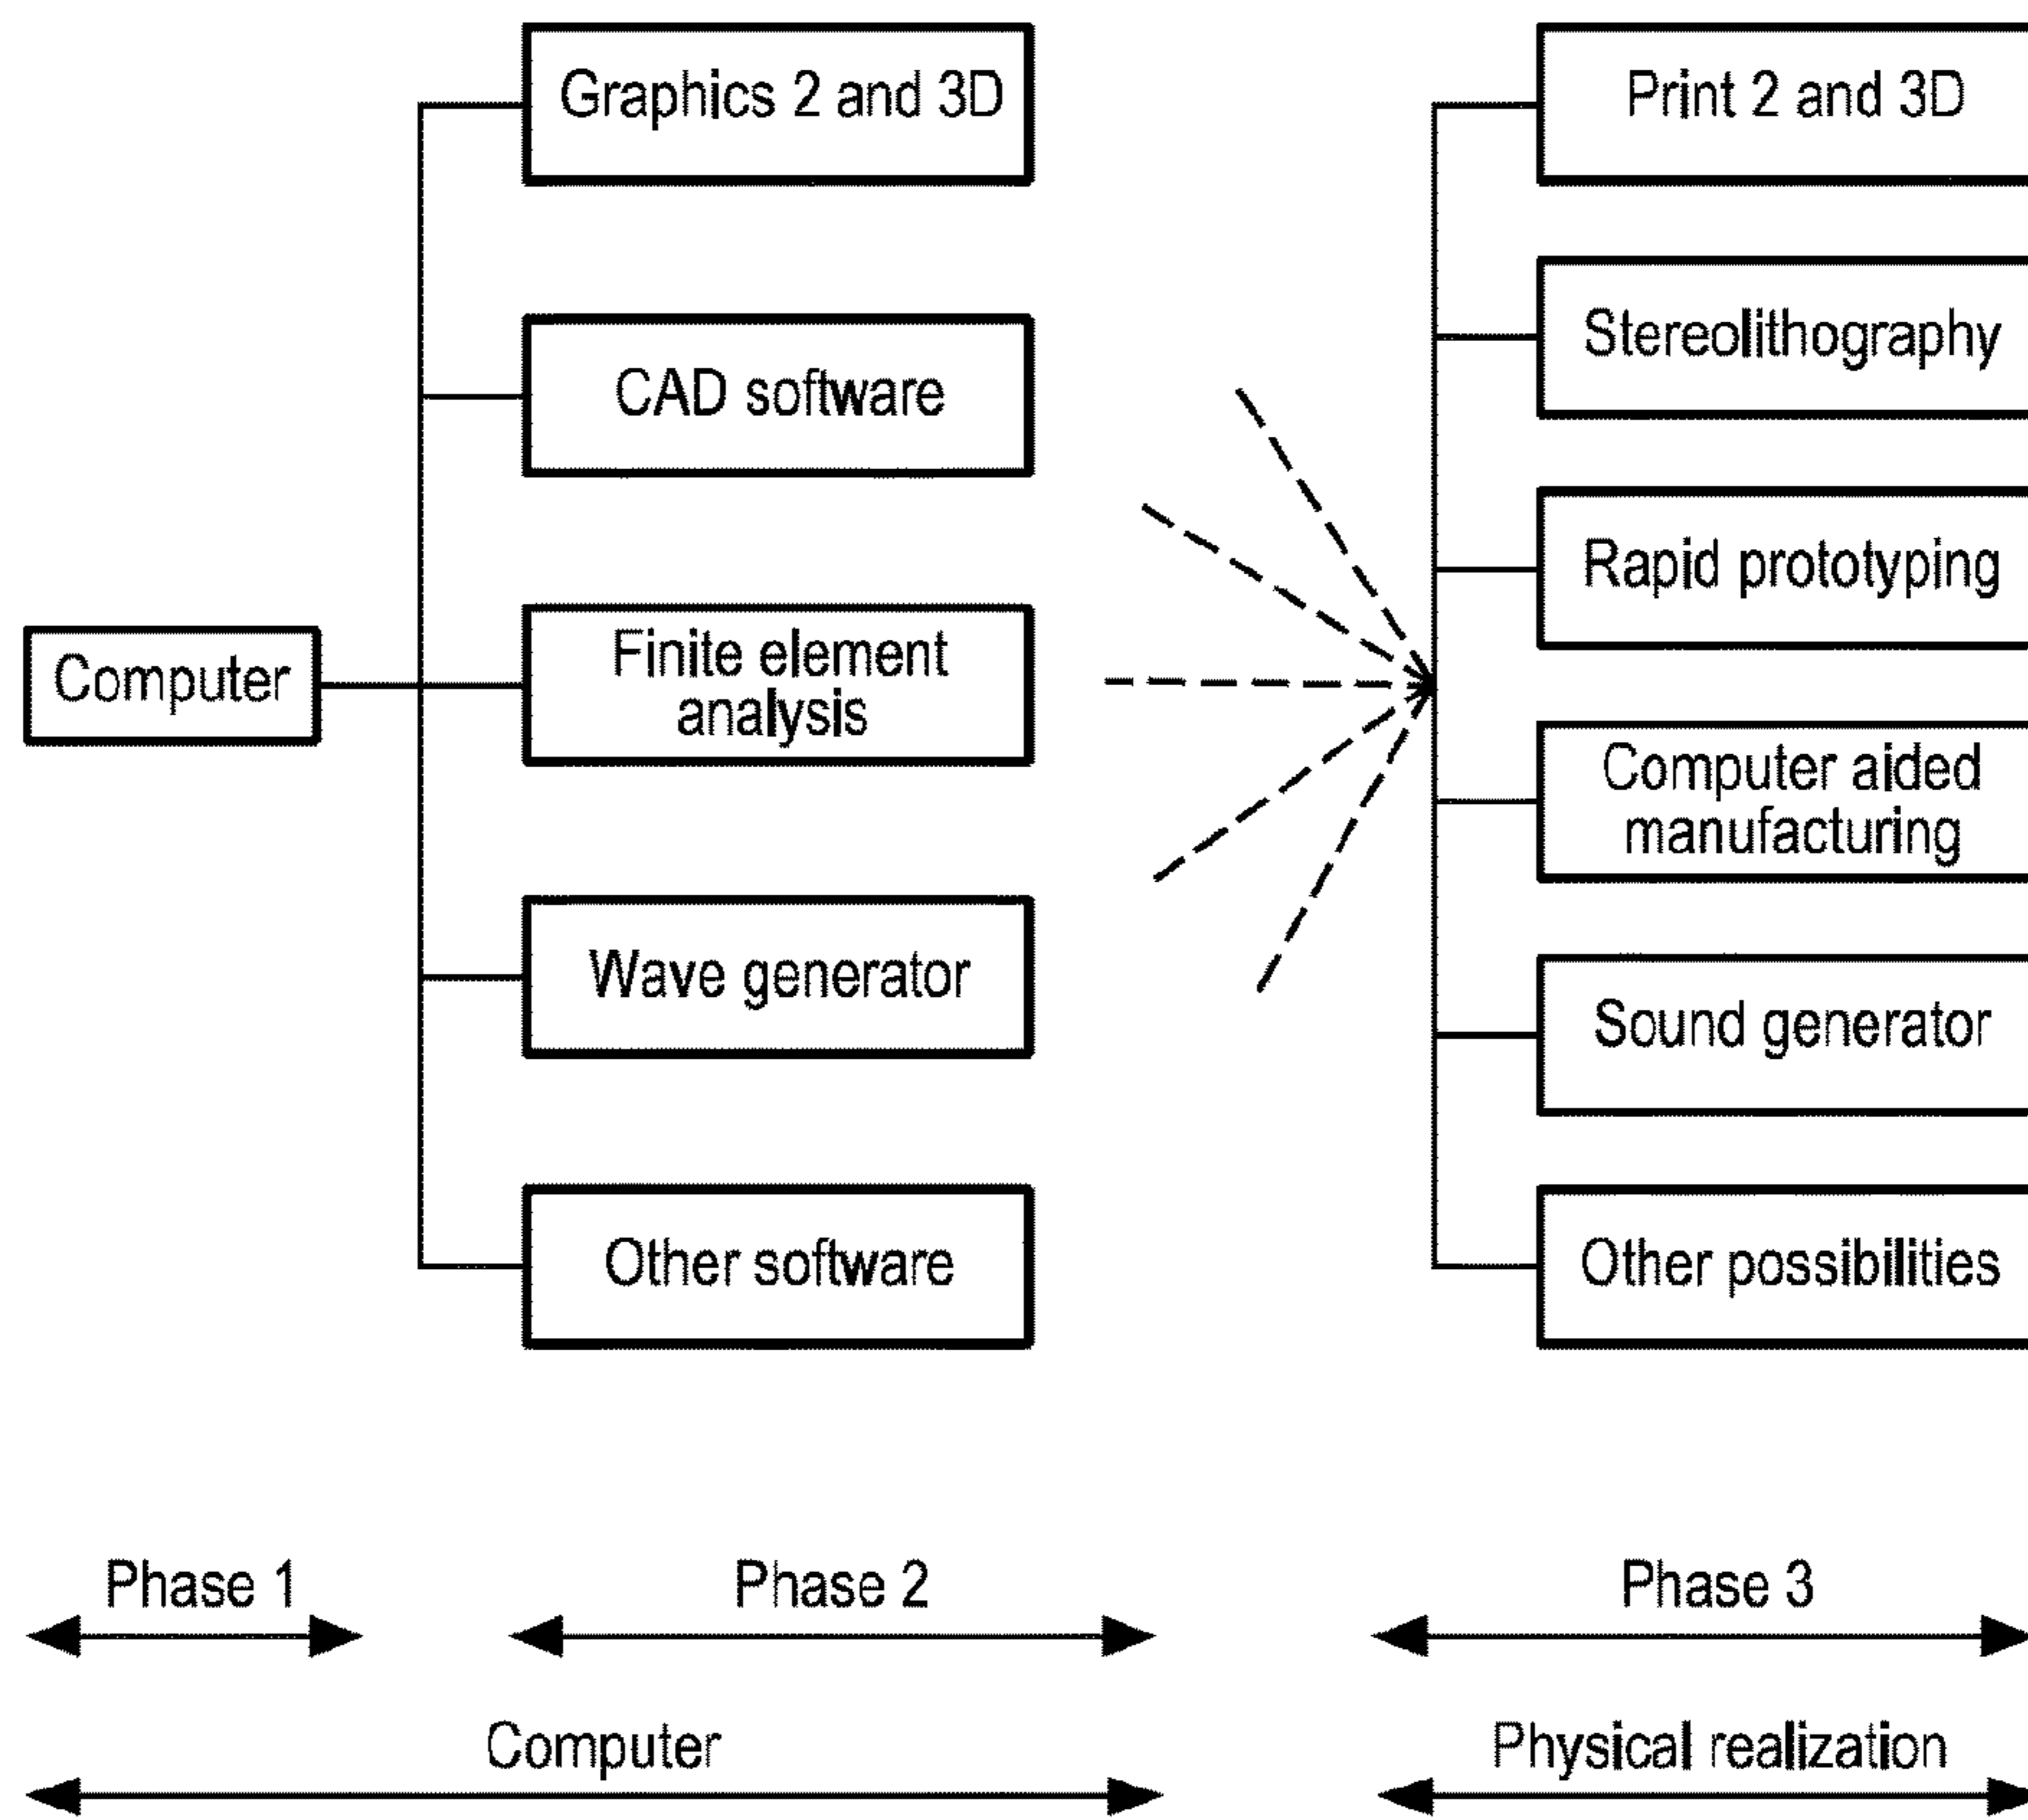 Graphics 2 and 3D
CAD software
Computer
Finite element
analysis
Wave generator
Other software
Print 2 and 3D
Stereolithography
Rapid prototyping
Computer aided
manufacturing
Sound generator
Other possibilities
Phase 1
Phase 2
Phase 3
Computer
Physical realization